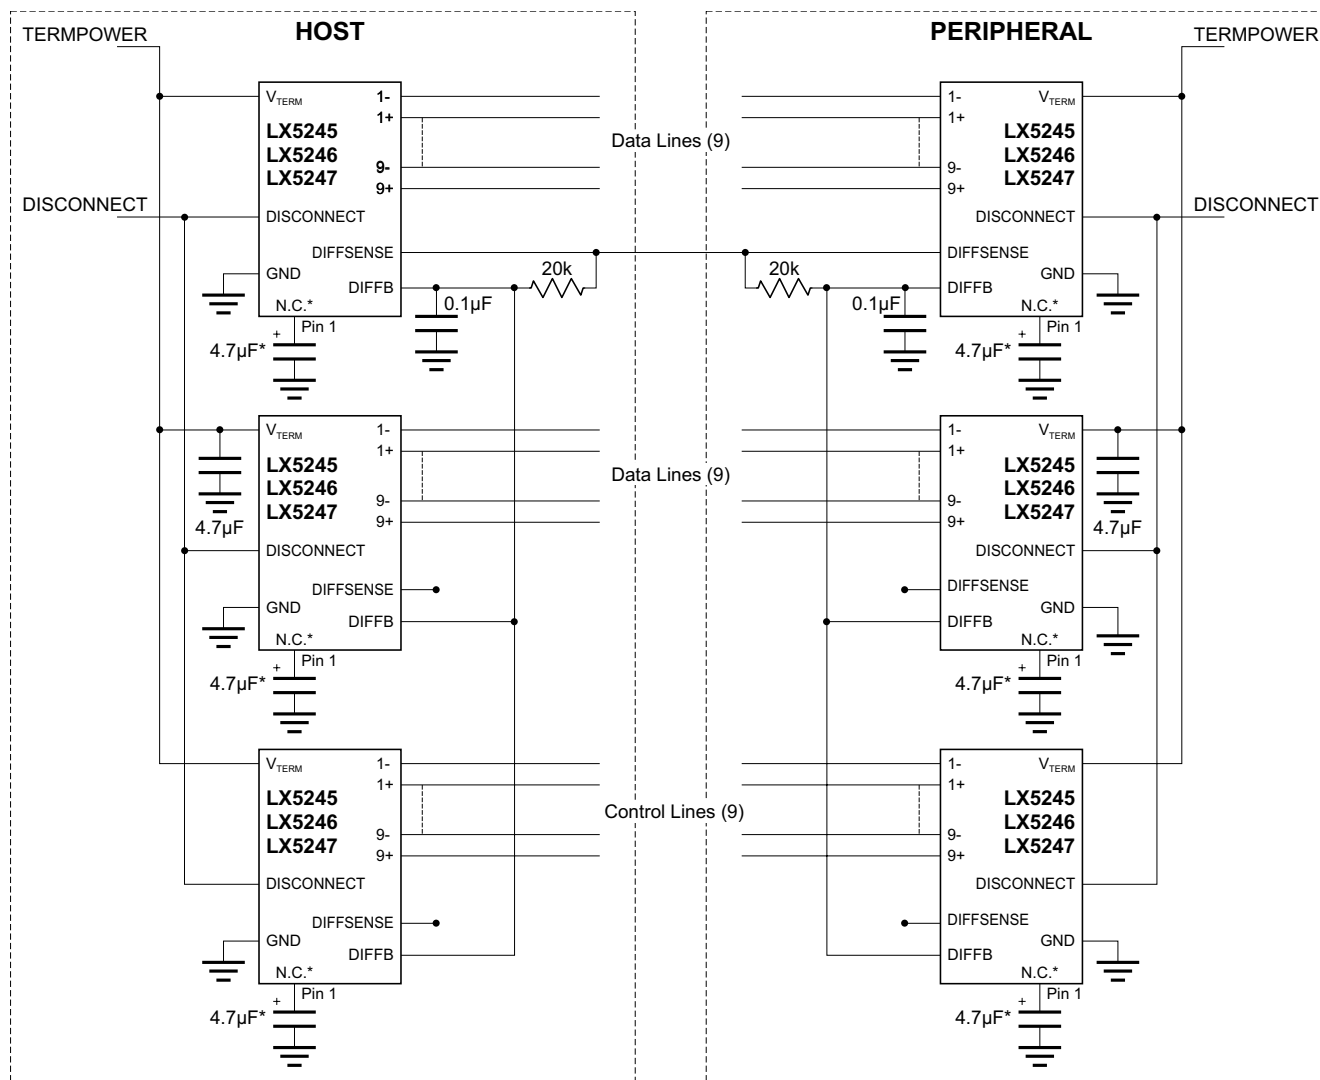 HOST
PERIPHERAL
TERMPOWER
TERMPOWER
VTERM
1-
1+
LX5245
LX5246
LX5247
9-
9+
DISCONNECT
DISCONNECT
DIFFSENSE
GND
DIFFB
N.C.*
Pin 1
+
4.7µF*
0.1µF
20k
Data Lines (9)
1-
1+
VTERM
LX5245
LX5246
LX5247
9-
9+
DISCONNECT
DISCONNECT
DIFFSENSE
GND
DIFFB
N.C.*
Pin 1
+
4.7µF*
0.1µF
20k
VTERM
1-
1+
LX5245
LX5246
LX5247
9-
9+
4.7µF
DISCONNECT
DIFFSENSE
GND
DIFFB
N.C.*
Pin 1
+
4.7µF*
Data Lines (9)
1-
1+
VTERM
LX5245
LX5246
LX5247
9-
9+
4.7µF
DISCONNECT
DIFFSENSE
GND
DIFFB
N.C.*
Pin 1
+
4.7µF*
VTERM
1-
1+
LX5245
LX5246
LX5247
9-
9+
DISCONNECT
DIFFSENSE
GND
DIFFB
N.C.*
Pin 1
+
4.7µF*
Control Lines (9)
1-
1+
VTERM
LX5245
LX5246
LX5247
9-
9+
DISCONNECT
DIFFSENSE
GND
DIFFB
N.C.*
Pin 1
+
4.7µF*